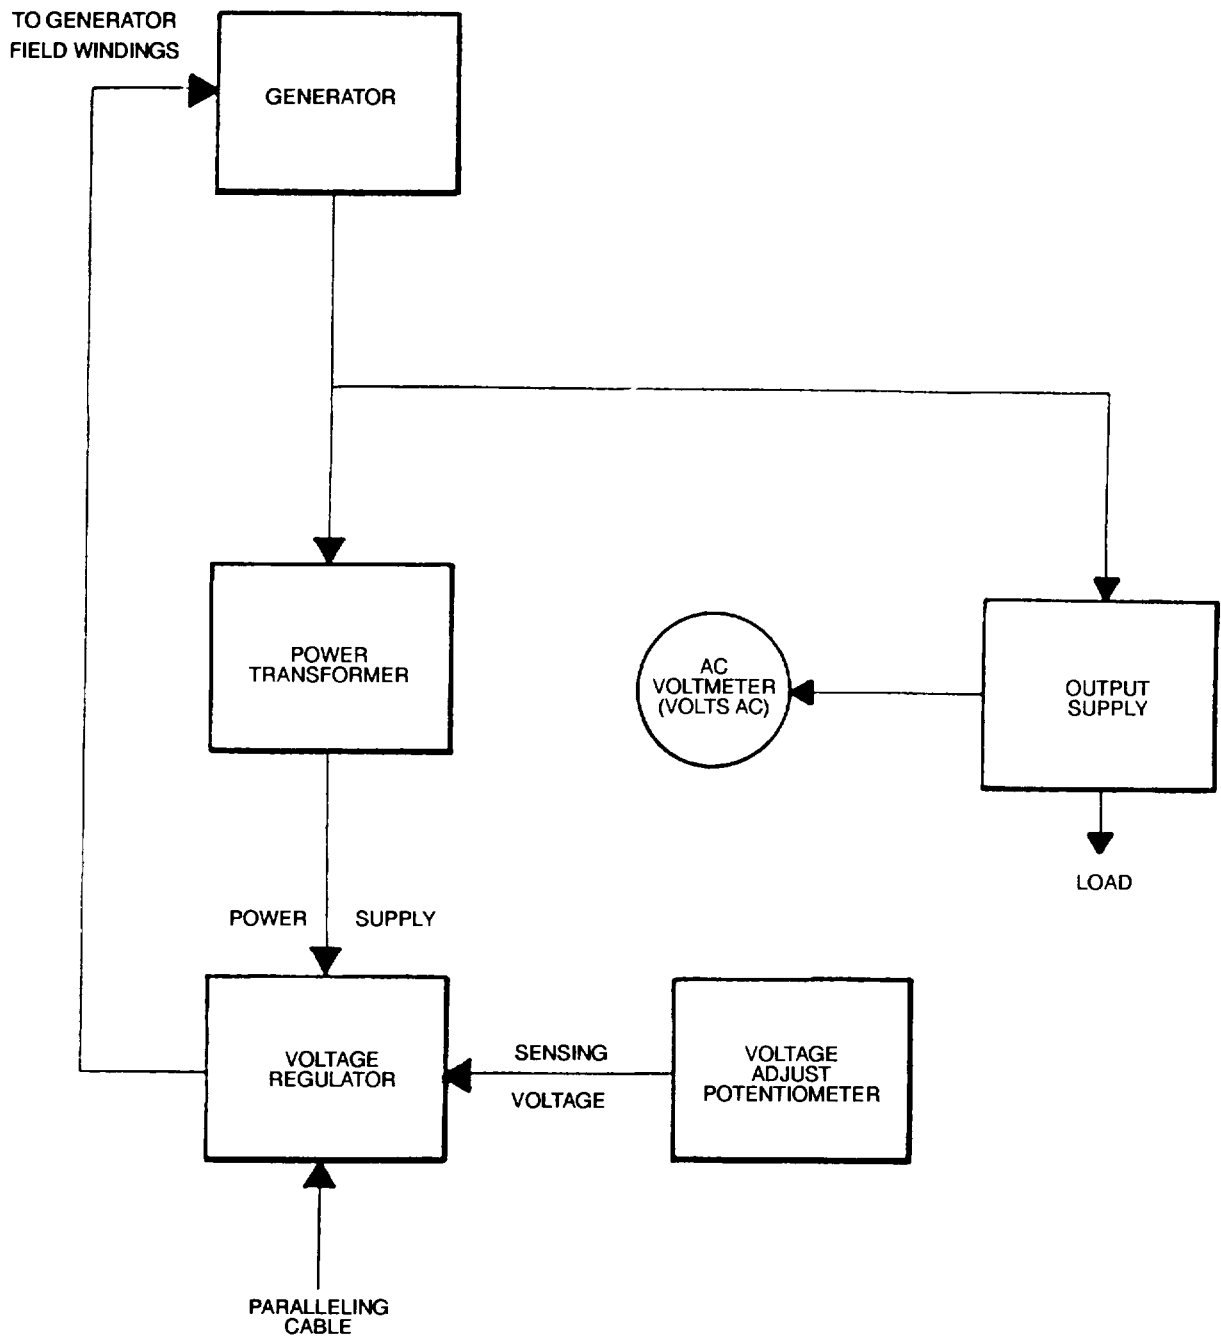 TO GENERATOR
FIELD WINDINGS
GENERATOR
POWER
TRANSFORMER
AC
VOLTMETER
(VOLTS AC)
OUTPUT
SUPPLY
LOAD
POWER SUPPLY
VOLTAGE
REGULATOR
SENSING
VOLTAGE
VOLTAGE
ADJUST
POTENTIOMETER
PARALLELING
CABLE